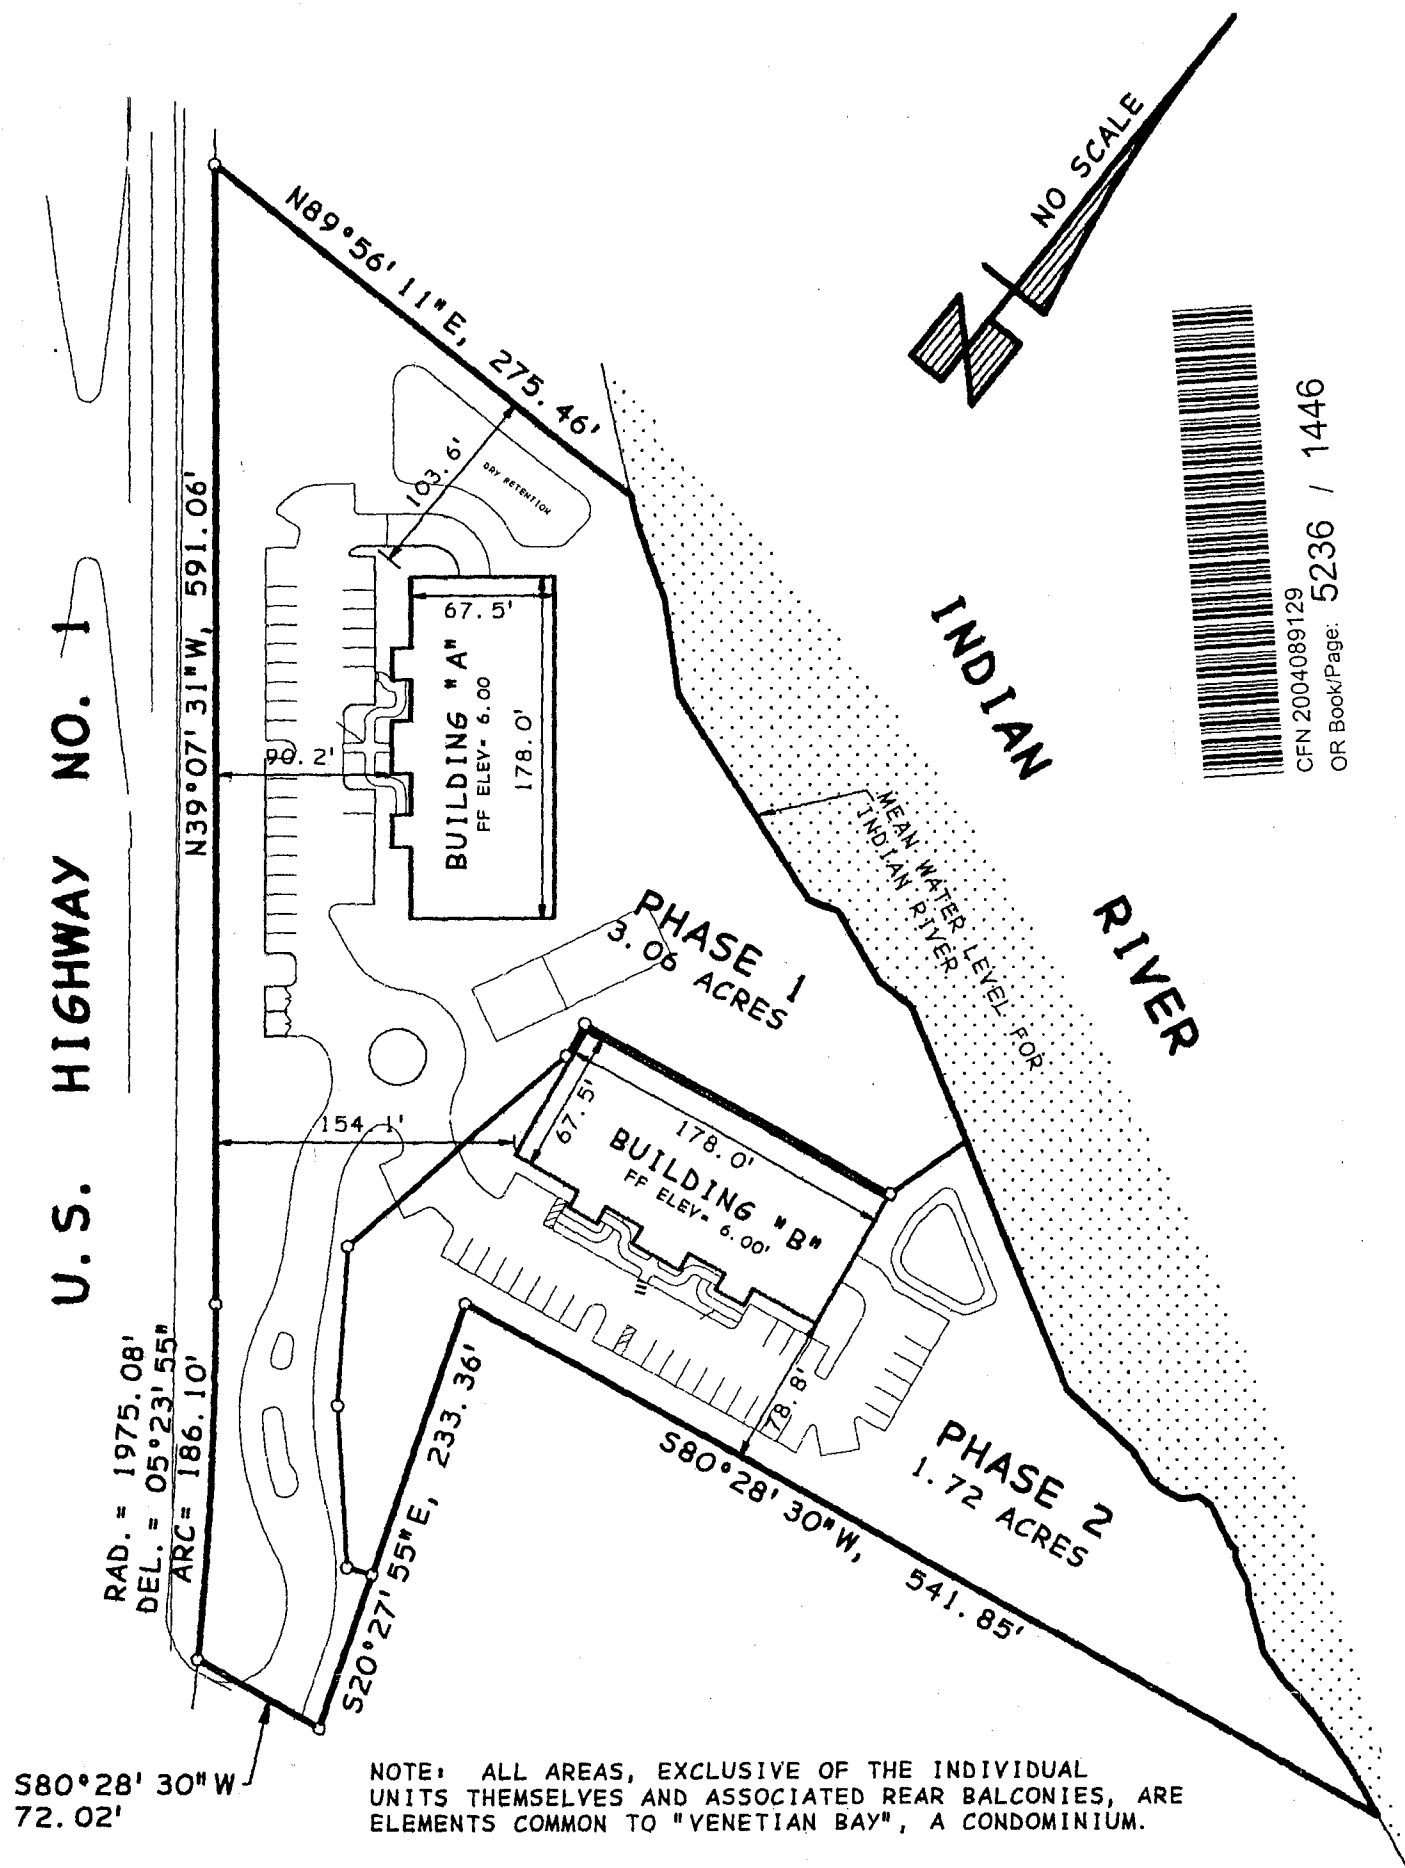 NO SCALE
N89°56'11"E, 275.46'
103.6'
DRY RETENTION
N39°07'31"W, 591.06'
67.5'
BUILDING "A"
FF ELEV= 6.00
178.0'
90.2'
U.S. HIGHWAY NO. 1
INDIAN RIVER
MEAN WATER LEVEL FOR
INDIAN RIVER
CFN 2004089129
OR Book/Page: 5236 / 1446
PHASE 1
3.06 ACRES
154.1'
67.5'
178.0'
BUILDING "B"
FF ELEV= 6.00'
78.8'
RAD. = 1975.08'
DEL. = 05°23'55"
ARC= 186.10'
S20°27'55"E, 233.36'
S80°28'30"W, 541.85'
PHASE 2
1.72 ACRES
S80°28'30"W
72.02'
NOTE: ALL AREAS, EXCLUSIVE OF THE INDIVIDUAL
UNITS THEMSELVES AND ASSOCIATED REAR BALCONIES, ARE
ELEMENTS COMMON TO "VENETIAN BAY", A CONDOMINIUM.